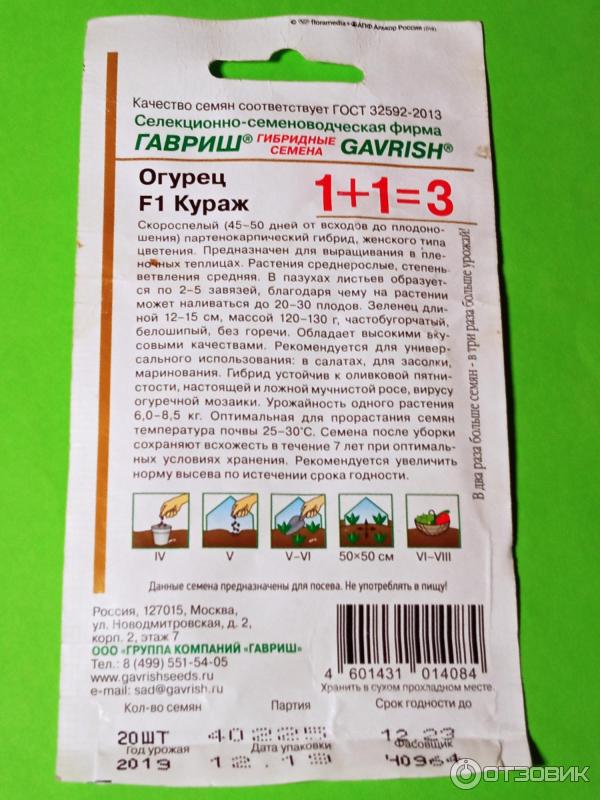 floramedia + АПФ Алькор Россия
Качество семян соответствует ГОСТ 32592-2013
Селекционно-семеноводческая фирма
ГАВРИШ® ГИБРИДНЫЕ СЕМЕНА GAVRISH®
Огурец
F1 Кураж
1+1=3
Скороспелый (45–50 дней от всходов до плодоно-
шения) партенокарпический гибрид, женского типа
цветения. Предназначен для выращивания в пле-
ночных теплицах. Растения среднерослые, степень
ветвления средняя. В пазухах листьев образует-
ся по 2–5 завязей, благодаря чему на растении
может наливаться до 20–30 плодов. Зеленец дли-
ной 12–15 см, массой 120–130 г, частобугорчатый,
белошипый, без горечи. Обладает высокими вку-
совыми качествами. Рекомендуется для универ-
сального использования: в салатах, для засолки,
маринования. Гибрид устойчив к оливковой пятни-
стости, настоящей и ложной мучнистой росе, вирусу
огуречной мозаики. Урожайность одного растения
6,0–8,5 кг. Оптимальная для прорастания семян
температура почвы 25–30°С. Семена после уборки
сохраняют всхожесть в течение 7 лет при оптималь-
ных условиях хранения. Рекомендуется увеличить
норму высева по истечении срока годности.
В два раза больше семян - в три раза больше урожай!
IV V V–VI 50×50 см VI–VIII
Данные семена предназначены для посева. Не употреблять в пищу!
Россия, 127015, Москва,
ул. Новодмитровская, д. 2,
корп. 2, этаж 7
ООО «ГРУППА КОМПАНИЙ «ГАВРИШ»
Тел.: 8 (499) 551-54-05
www.gavrishseeds.ru
e-mail: sad@gavrish.ru
4 601431 014084
Хранить в сухом прохладном месте.
Кол-во семян Партия Срок годности до
20ШТ 40225 12.23
Год урожая Дата упаковки Фасовщик
2019 12.19 40964
ОТЗОВИК